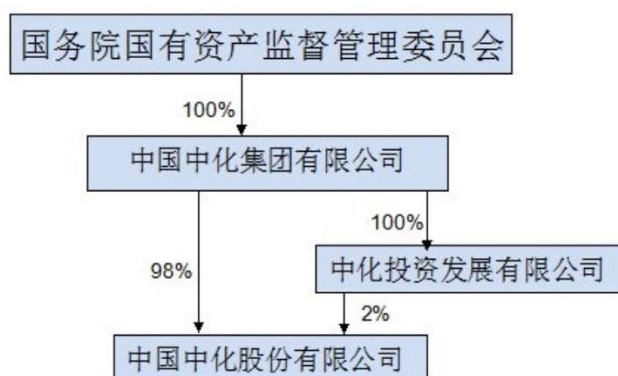 国务院国有资产监督管理委员会
100%
中国中化集团有限公司
100%
98%
中化投资发展有限公司
2%
中国中化股份有限公司